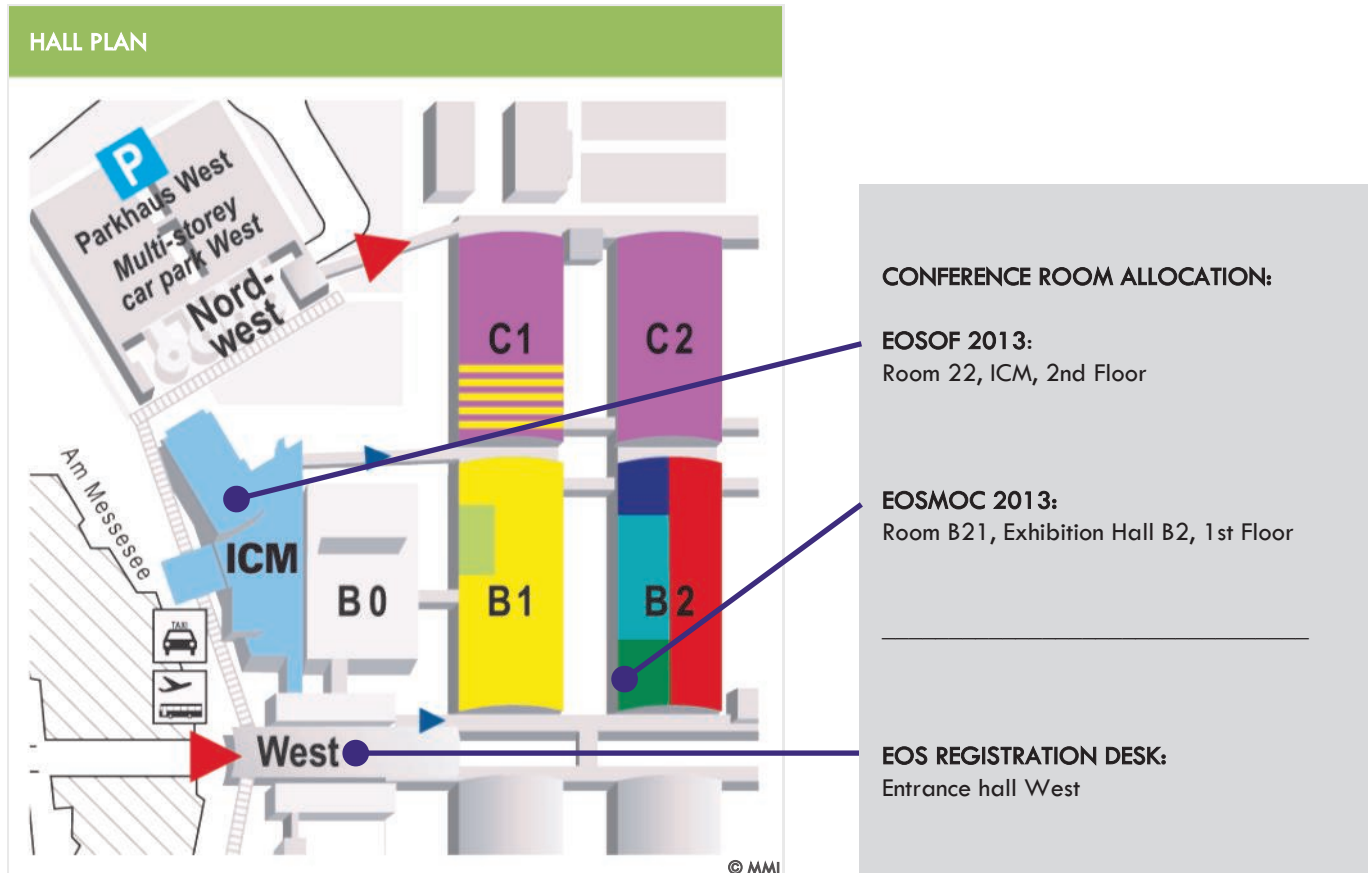 HALL PLAN
P
Parkhaus West
Multi-storey
car park West
Nord-
west
C1
C2
Am Messesee
ICM
B0
B1
B2
TAXI
West
© MMI
CONFERENCE ROOM ALLOCATION:
EOSOF 2013:
Room 22, ICM, 2nd Floor
EOSMOC 2013:
Room B21, Exhibition Hall B2, 1st Floor
EOS REGISTRATION DESK:
Entrance hall West